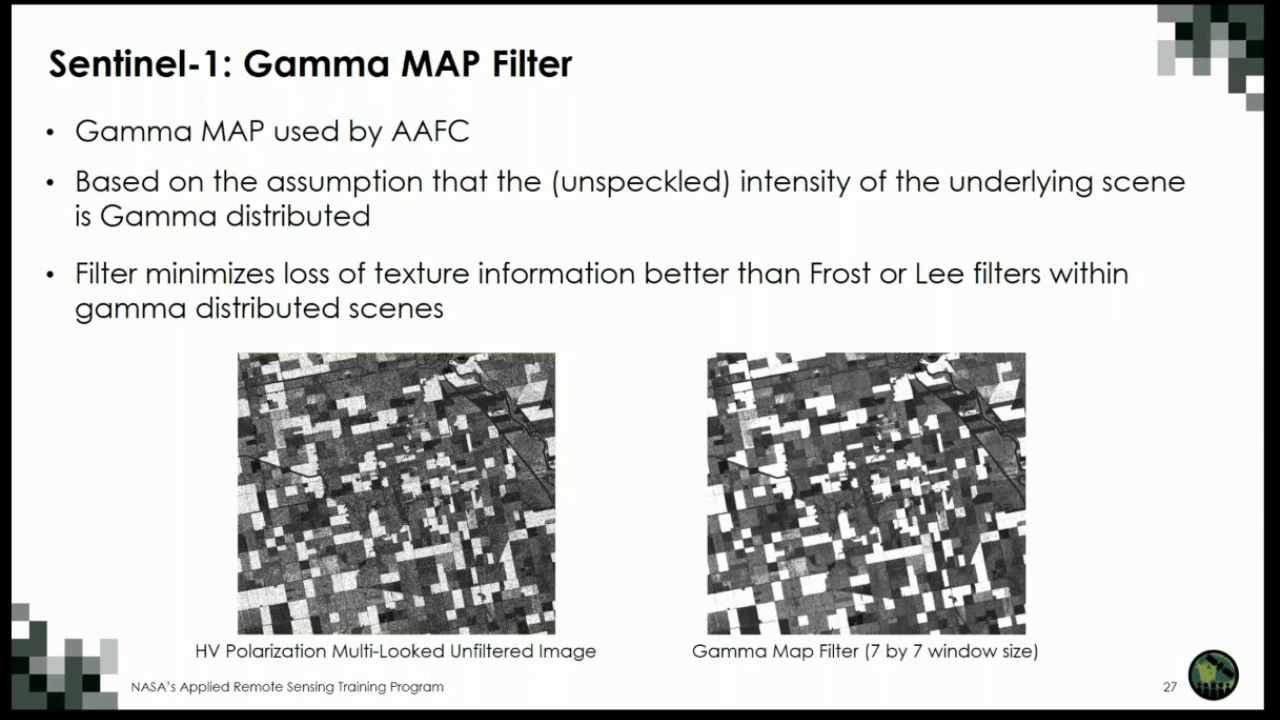 Sentinel-1: Gamma MAP Filter
• Gamma MAP used by AAFC
• Based on the assumption that the (unspeckled) intensity of the underlying scene
is Gamma distributed
• Filter minimizes loss of texture information better than Frost or Lee filters within
gamma distributed scenes
HV Polarization Multi-Looked Unfiltered Image
Gamma Map Filter (7 by 7 window size)
NASA's Applied Remote Sensing Training Program
27